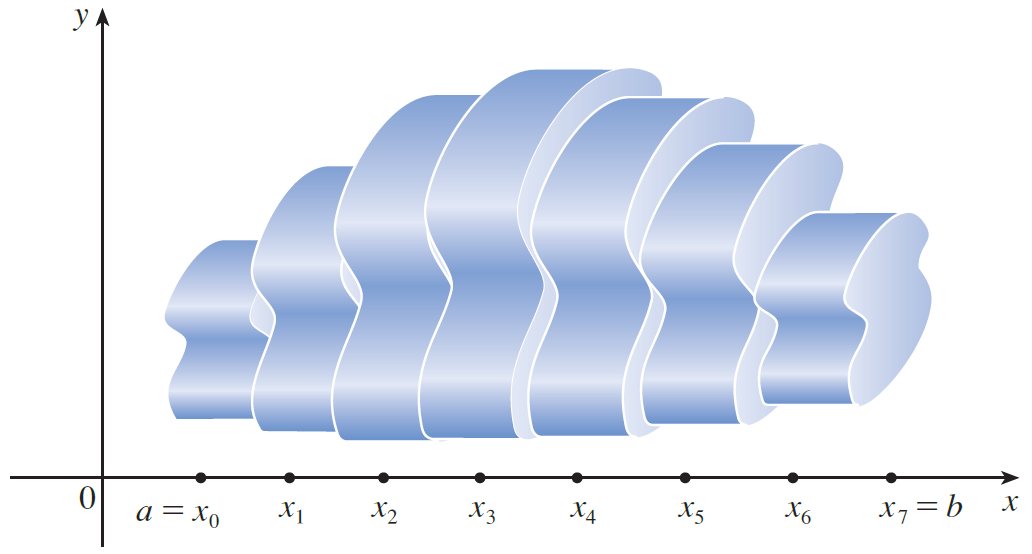 y
0
a = x₀ x₁ x₂ x₃ x₄ x₅ x₆ x₇ = b x